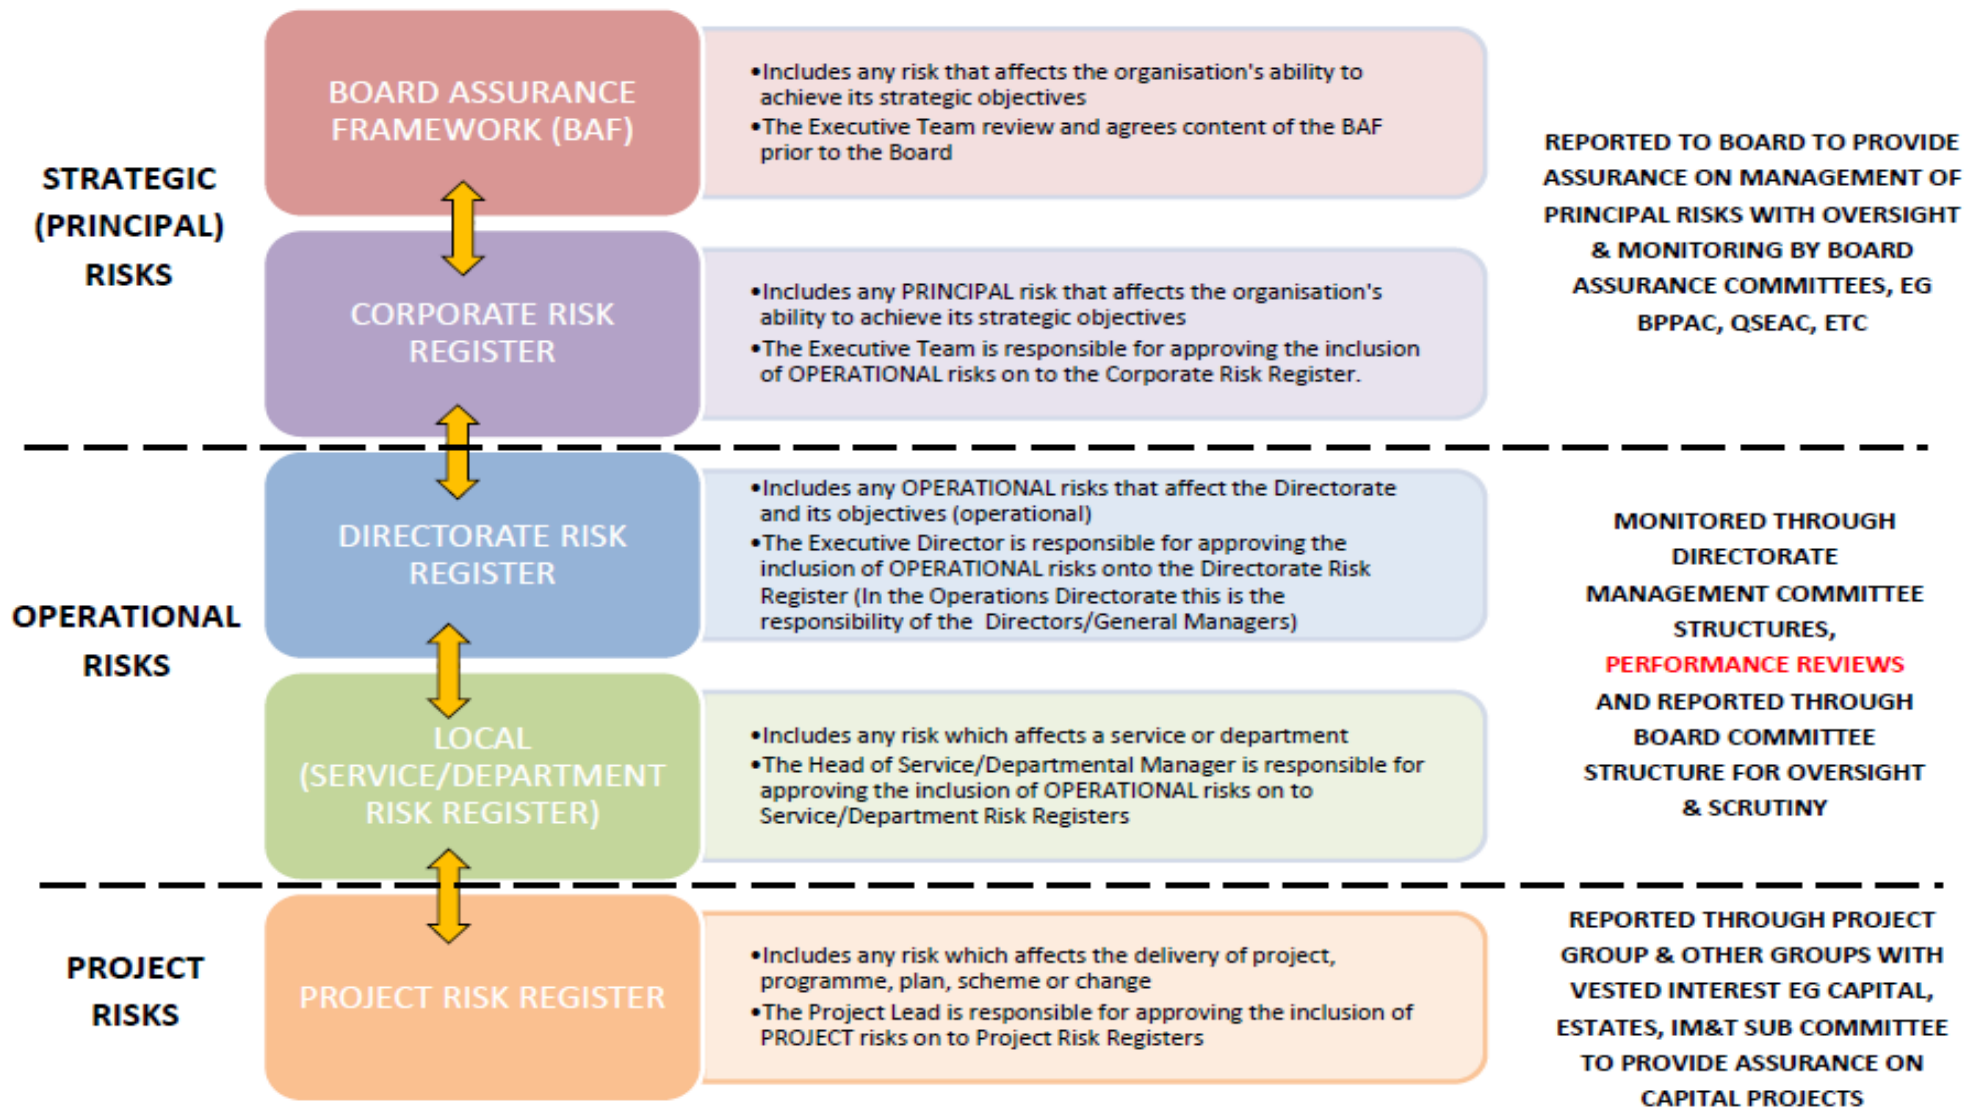 STRATEGIC
(PRINCIPAL)
RISKS
BOARD ASSURANCE
FRAMEWORK (BAF)
•Includes any risk that affects the organisation's ability to
achieve its strategic objectives
•The Executive Team review and agrees content of the BAF
prior to the Board
CORPORATE RISK
REGISTER
•Includes any PRINCIPAL risk that affects the organisation's
ability to achieve its strategic objectives
•The Executive Team is responsible for approving the inclusion
of OPERATIONAL risks on to the Corporate Risk Register.
REPORTED TO BOARD TO PROVIDE
ASSURANCE ON MANAGEMENT OF
PRINCIPAL RISKS WITH OVERSIGHT
& MONITORING BY BOARD
ASSURANCE COMMITTEES, EG
BPPAC, QSEAC, ETC
OPERATIONAL
RISKS
DIRECTORATE RISK
REGISTER
•Includes any OPERATIONAL risks that affect the Directorate
and its objectives (operational)
•The Executive Director is responsible for approving the
inclusion of OPERATIONAL risks onto the Directorate Risk
Register (In the Operations Directorate this is the
responsibility of the Directors/General Managers)
LOCAL
(SERVICE/DEPARTMENT
RISK REGISTER)
•Includes any risk which affects a service or department
•The Head of Service/Departmental Manager is responsible for
approving the inclusion of OPERATIONAL risks on to
Service/Department Risk Registers
MONITORED THROUGH
DIRECTORATE
MANAGEMENT COMMITTEE
STRUCTURES,
PERFORMANCE REVIEWS
AND REPORTED THROUGH
BOARD COMMITTEE
STRUCTURE FOR OVERSIGHT
& SCRUTINY
PROJECT
RISKS
PROJECT RISK REGISTER
•Includes any risk which affects the delivery of project,
programme, plan, scheme or change
•The Project Lead is responsible for approving the inclusion of
PROJECT risks on to Project Risk Registers
REPORTED THROUGH PROJECT
GROUP & OTHER GROUPS WITH
VESTED INTEREST EG CAPITAL,
ESTATES, IM&T SUB COMMITTEE
TO PROVIDE ASSURANCE ON
CAPITAL PROJECTS